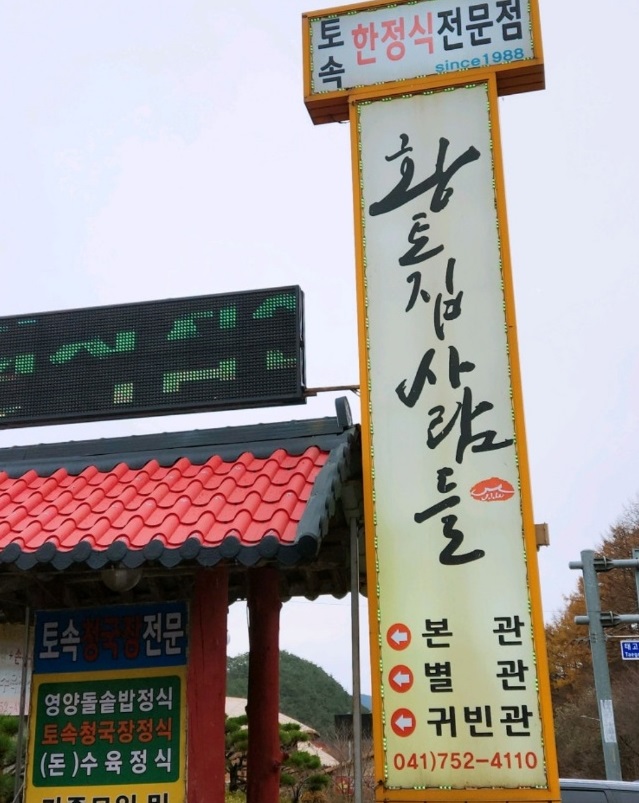 토속 한정식전문점
since1988
황토집사람들
본관
별관
귀빈관
041)752-4110
토속청국장전문
영양돌솥밥정식
토속청국장정식
(돈)수육정식